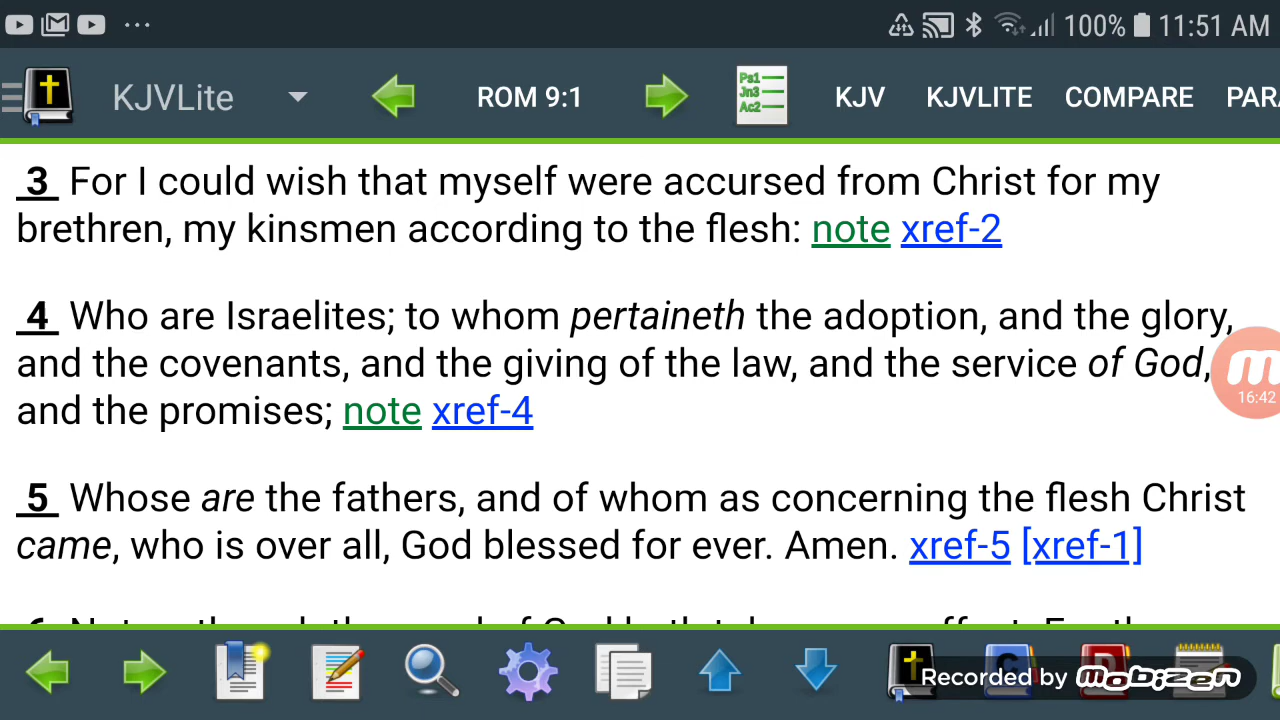 100% 11:51 AM
KJVLite ROM 9:1 Ps1 Jn3 Ac2 KJV KJVLITE COMPARE PAR
3 For I could wish that myself were accursed from Christ for my
brethren, my kinsmen according to the flesh: note xref-2
4 Who are Israelites; to whom pertaineth the adoption, and the glory,
and the covenants, and the giving of the law, and the service of God,
and the promises; note xref-4
16:42
5 Whose are the fathers, and of whom as concerning the flesh Christ
came, who is over all, God blessed for ever. Amen. xref-5 [xref-1]
Recorded by mobizen